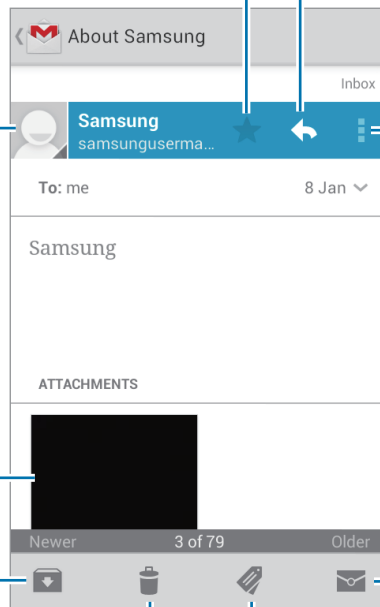 About Samsung
Inbox
Samsung
samsunguserma...
To: me 8 Jan
Samsung
ATTACHMENTS
Newer 3 of 79 Older